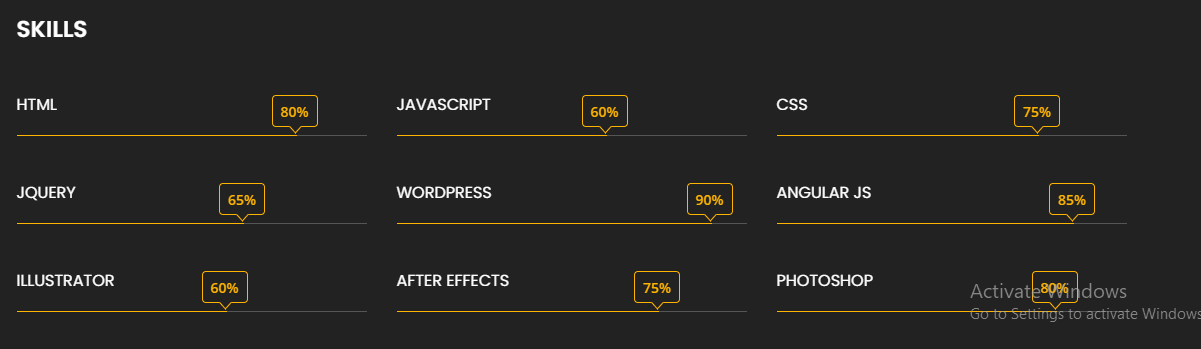 SKILLS
HTML 80% JAVASCRIPT 60% CSS 75%
JQUERY 65% WORDPRESS 90% ANGULAR JS 85%
ILLUSTRATOR 60% AFTER EFFECTS 75% PHOTOSHOP 80%
Activate Windows
Go to Settings to activate Windows